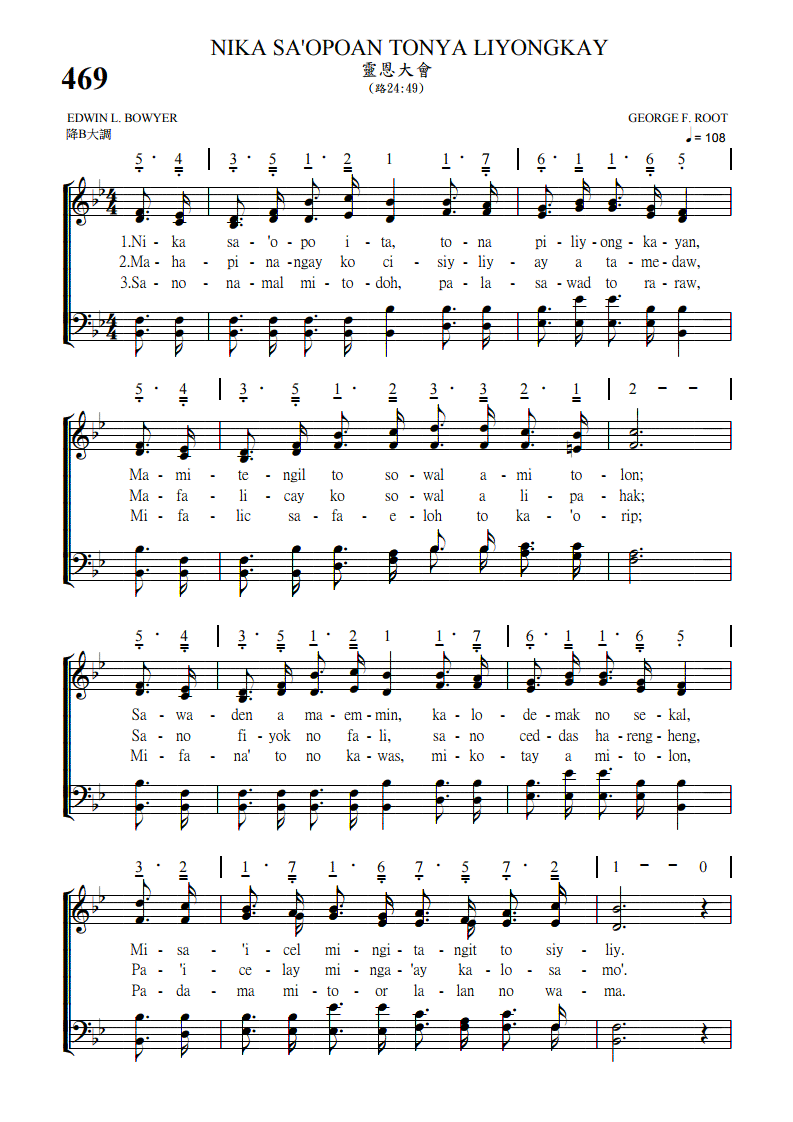 NIKA SA'OPOAN TONYA LIYONGKAY
469
靈恩大會
(路24:49)
EDWIN L. BOWYER
GEORGE F. ROOT
降B大調
♩= 108
5 · 4 | 3 · 5 1 · 2 1 1 · 7 | 6 · 1 1 · 6 5 |
1.Ni - ka sa - 'o - po i - ta, to - na pi - liy - ong - ka - yan,
2.Ma - ha - pi - na - ngay ko ci - siy - liy - ay a ta - me - daw,
3.Sa - no - na - mal mi - to - doh, pa - la - sa - wad to ra - raw,
5 · 4 | 3 · 5 1 · 2 3 · 3 2 · 1 | 2 - - |
Ma - mi - te - ngil to so - wal a - mi to - lon;
Ma - fa - li - cay ko so - wal a li - pa - hak;
Mi - fa - lic sa - fa - e - loh to ka - 'o - rip;
5 · 4 | 3 · 5 1 · 2 1 1 · 7 | 6 · 1 1 · 6 5 |
Sa - wa - den a ma - em - min, ka - lo - de - mak no se - kal,
Sa - no fi - yok no fa - li, sa - no ced - das ha - reng - heng,
Mi - fa - na' to no ka - was, mi - ko - tay a mi - to - lon,
3 · 2 | 1 · 7 1 · 6 7 · 5 7 · 2 | 1 - - 0 |
Mi - sa - 'i - cel mi - ngi - ta - ngit to siy - liy.
Pa - 'i - ce - lay mi - nga - 'ay ka - lo - sa - mo'.
Pa - da - ma mi - to - or la - lan no wa - ma.